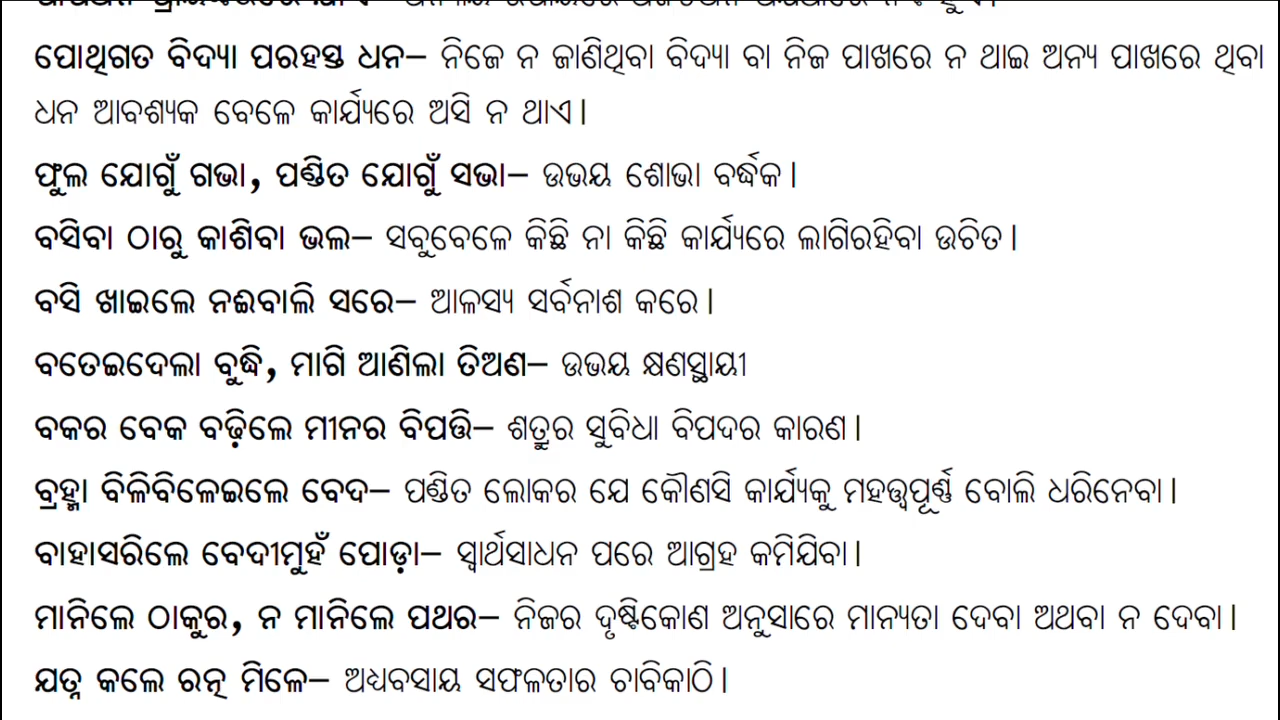 ପୋଥିଗତ ବିଦ୍ୟା ପରହସ୍ତ ଧନ– ନିଜେ ନ ଜାଣିଥିବା ବିଦ୍ୟା ବା ନିଜ ପାଖରେ ନ ଥାଇ ଅନ୍ୟ ପାଖରେ ଥିବା
ଧନ ଆବଶ୍ୟକ ବେଳେ କାର୍ଯ୍ୟରେ ଅସି ନ ଥାଏ।
ଫୁଲ ଯୋଗୁଁ ଗଭା, ପଣ୍ଡିତ ଯୋଗୁଁ ସଭା– ଉଭୟ ଶୋଭା ବର୍ଦ୍ଧକ।
ବସିବା ଠାରୁ କାଶିବା ଭଲ– ସବୁବେଳେ କିଛି ନା କିଛି କାର୍ଯ୍ୟରେ ଲାଗିରହିବା ଉଚିତ।
ବସି ଖାଇଲେ ନଈବାଲି ସରେ– ଆଳସ୍ୟ ସର୍ବନାଶ କରେ।
ବତେଇଦେଲା ବୁଦ୍ଧି, ମାଗି ଆଣିଲା ତିଅଣ– ଉଭୟ କ୍ଷଣସ୍ଥାୟୀ
ବକର ବେକ ବଢ଼ିଲେ ମୀନର ବିପତ୍ତି– ଶତ୍ରୁର ସୁବିଧା ବିପଦର କାରଣ।
ବ୍ରହ୍ମା ବିଳିବିଳେଇଲେ ବେଦ– ପଣ୍ଡିତ ଲୋକର ଯେ କୌଣସି କାର୍ଯ୍ୟକୁ ମହତ୍ତ୍ୱପୂର୍ଣ୍ଣ ବୋଲି ଧରିନେବା।
ବାହାସରିଲେ ବେଦୀମୁହଁ ପୋଡ଼ା– ସ୍ୱାର୍ଥସାଧନ ପରେ ଆଗ୍ରହ କମିଯିବା।
ମାନିଲେ ଠାକୁର, ନ ମାନିଲେ ପଥର– ନିଜର ଦୃଷ୍ଟିକୋଣ ଅନୁସାରେ ମାନ୍ୟତା ଦେବା ଅଥବା ନ ଦେବା।
ଯତ୍ନ କଲେ ରତ୍ନ ମିଳେ– ଅଧ୍ୟବସାୟ ସଫଳତାର ଚାବିକାଠି।